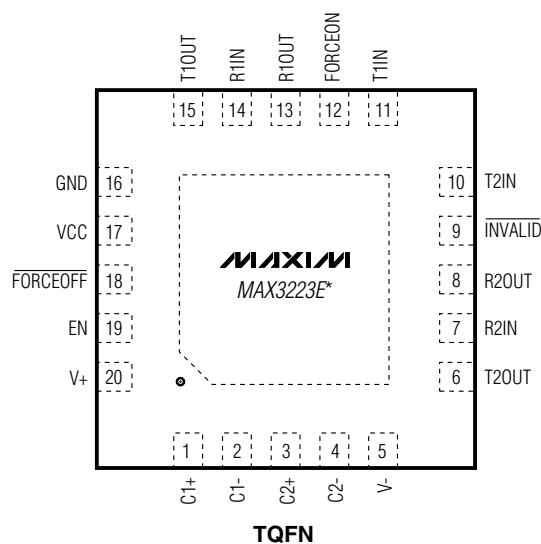 T1OUT
R1IN
R1OUT
FORCEON
T1IN
15
14
13
12
11
GND 16
10 T2IN
VCC 17
9 INVALID
FORCEOFF 18
8 R2OUT
EN 19
7 R2IN
V+ 20
6 T2OUT
MAXIM
MAX3223E*
1
2
3
4
5
C1+
C1-
C2+
C2-
V-
TQFN